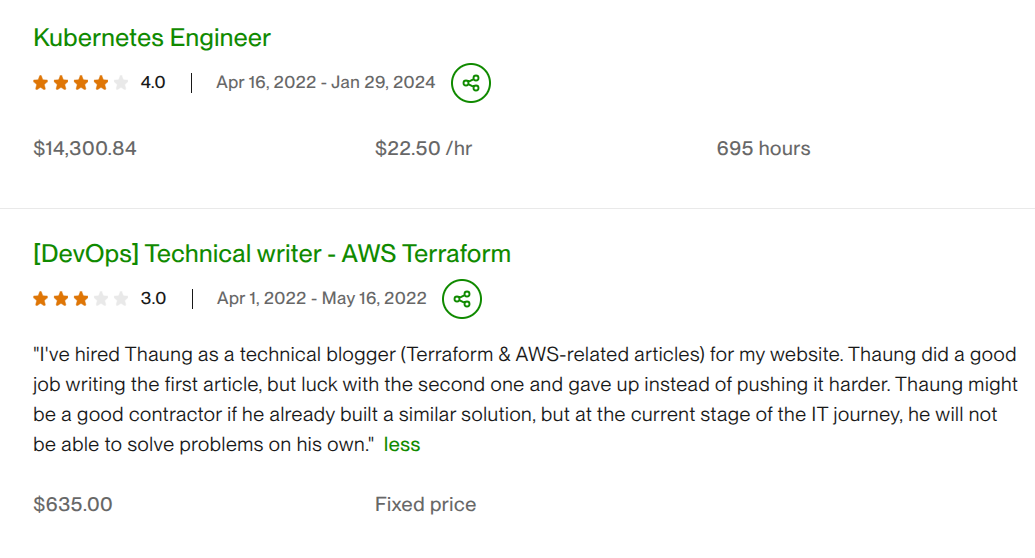 Kubernetes Engineer
4.0 | Apr 16, 2022 - Jan 29, 2024
$14,300.84 $22.50 /hr 695 hours
[DevOps] Technical writer - AWS Terraform
3.0 | Apr 1, 2022 - May 16, 2022
"I've hired Thaung as a technical blogger (Terraform & AWS-related articles) for my website. Thaung did a good
job writing the first article, but luck with the second one and gave up instead of pushing it harder. Thaung might
be a good contractor if he already built a similar solution, but at the current stage of the IT journey, he will not
be able to solve problems on his own." less
$635.00 Fixed price